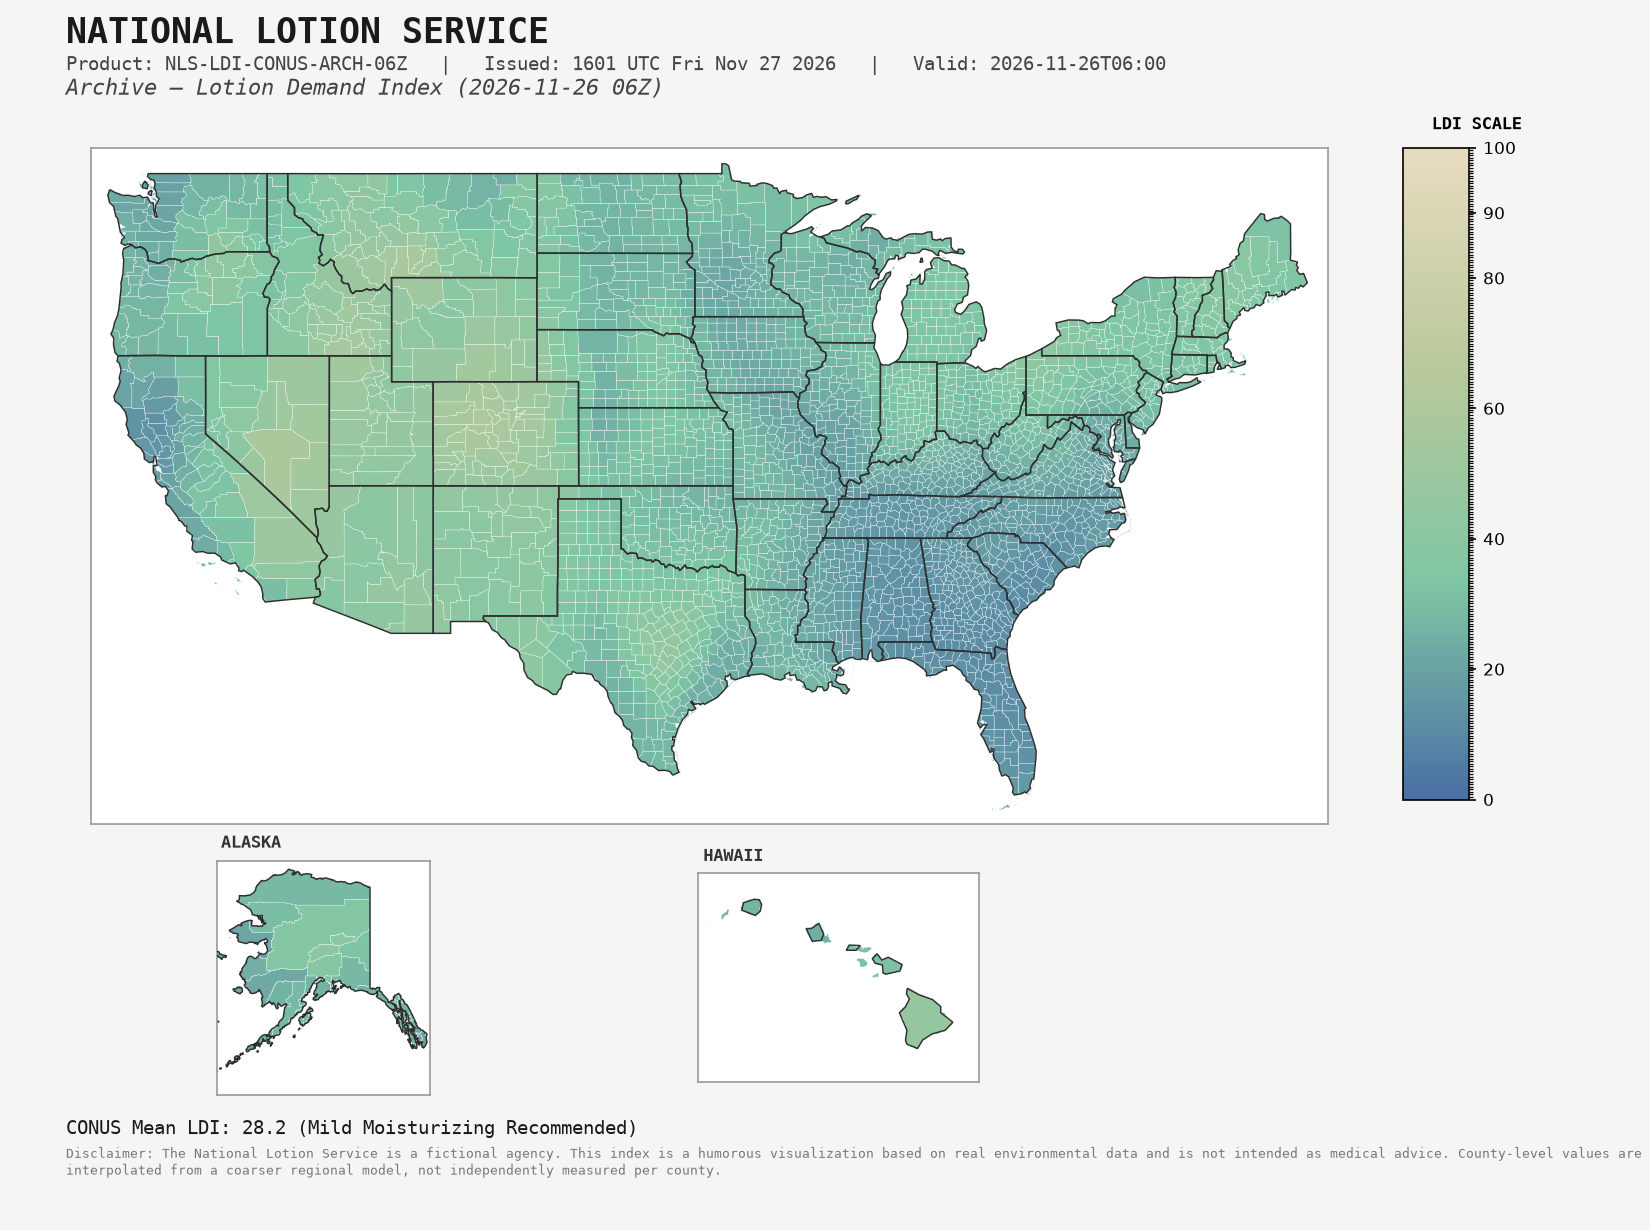 NATIONAL LOTION SERVICE
Product: NLS-LDI-CONUS-ARCH-06Z | Issued: 1601 UTC Fri Nov 27 2026 | Valid: 2026-11-26T06:00
Archive — Lotion Demand Index (2026-11-26 06Z)
LDI SCALE
100
90
80
60
40
20
0
ALASKA
HAWAII
CONUS Mean LDI: 28.2 (Mild Moisturizing Recommended)
Disclaimer: The National Lotion Service is a fictional agency. This index is a humorous visualization based on real environmental data and is not intended as medical advice. County-level values are
interpolated from a coarser regional model, not independently measured per county.